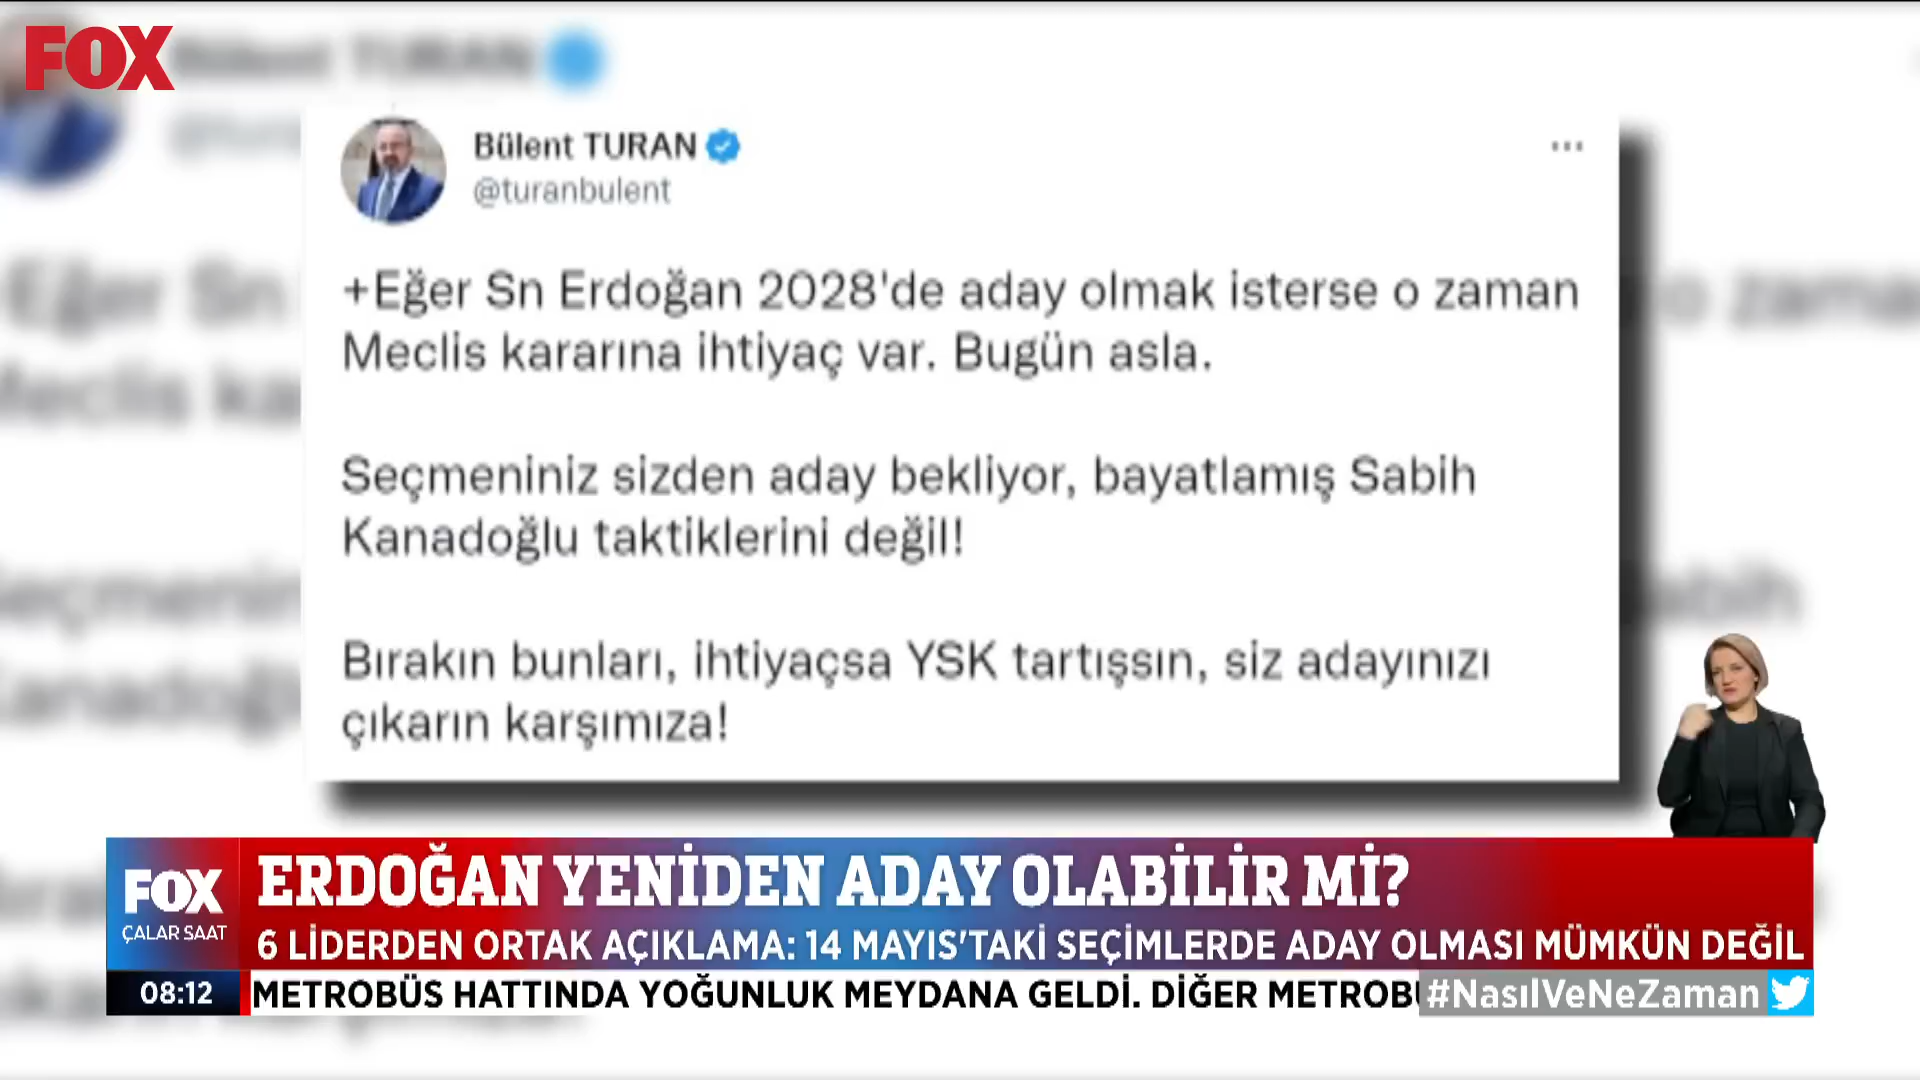 FOX
Bülent TURAN
@turanbulent
+Eğer Sn Erdoğan 2028'de aday olmak isterse o zaman
Meclis kararına ihtiyaç var. Bugün asla.
Seçmeniniz sizden aday bekliyor, bayatlamış Sabih
Kanadoğlu taktiklerini değil!
Bırakın bunları, ihtiyaçsa YSK tartışsın, siz adayınızı
çıkarın karşımıza!
FOX
ÇALAR SAAT
ERDOĞAN YENİDEN ADAY OLABİLİR Mİ?
6 LİDERDEN ORTAK AÇIKLAMA: 14 MAYIS'TAKİ SEÇİMLERDE ADAY OLMASI MÜMKÜN DEĞİL
08:12
METROBÜS HATTINDA YOĞUNLUK MEYDANA GELDİ. DİĞER METROBÜ
#NasılVeNeZaman